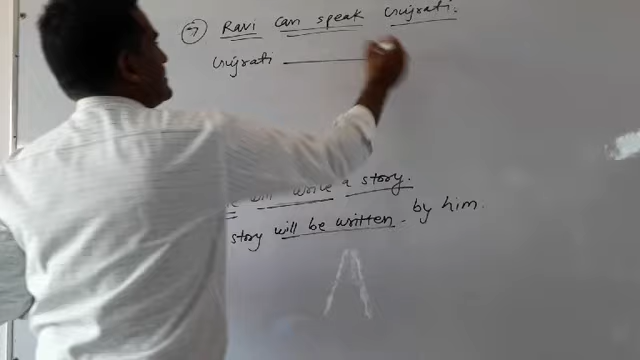 7 Ravi can speak Gujrati.
Gujrati
will write a story.
story will be written by him.
A